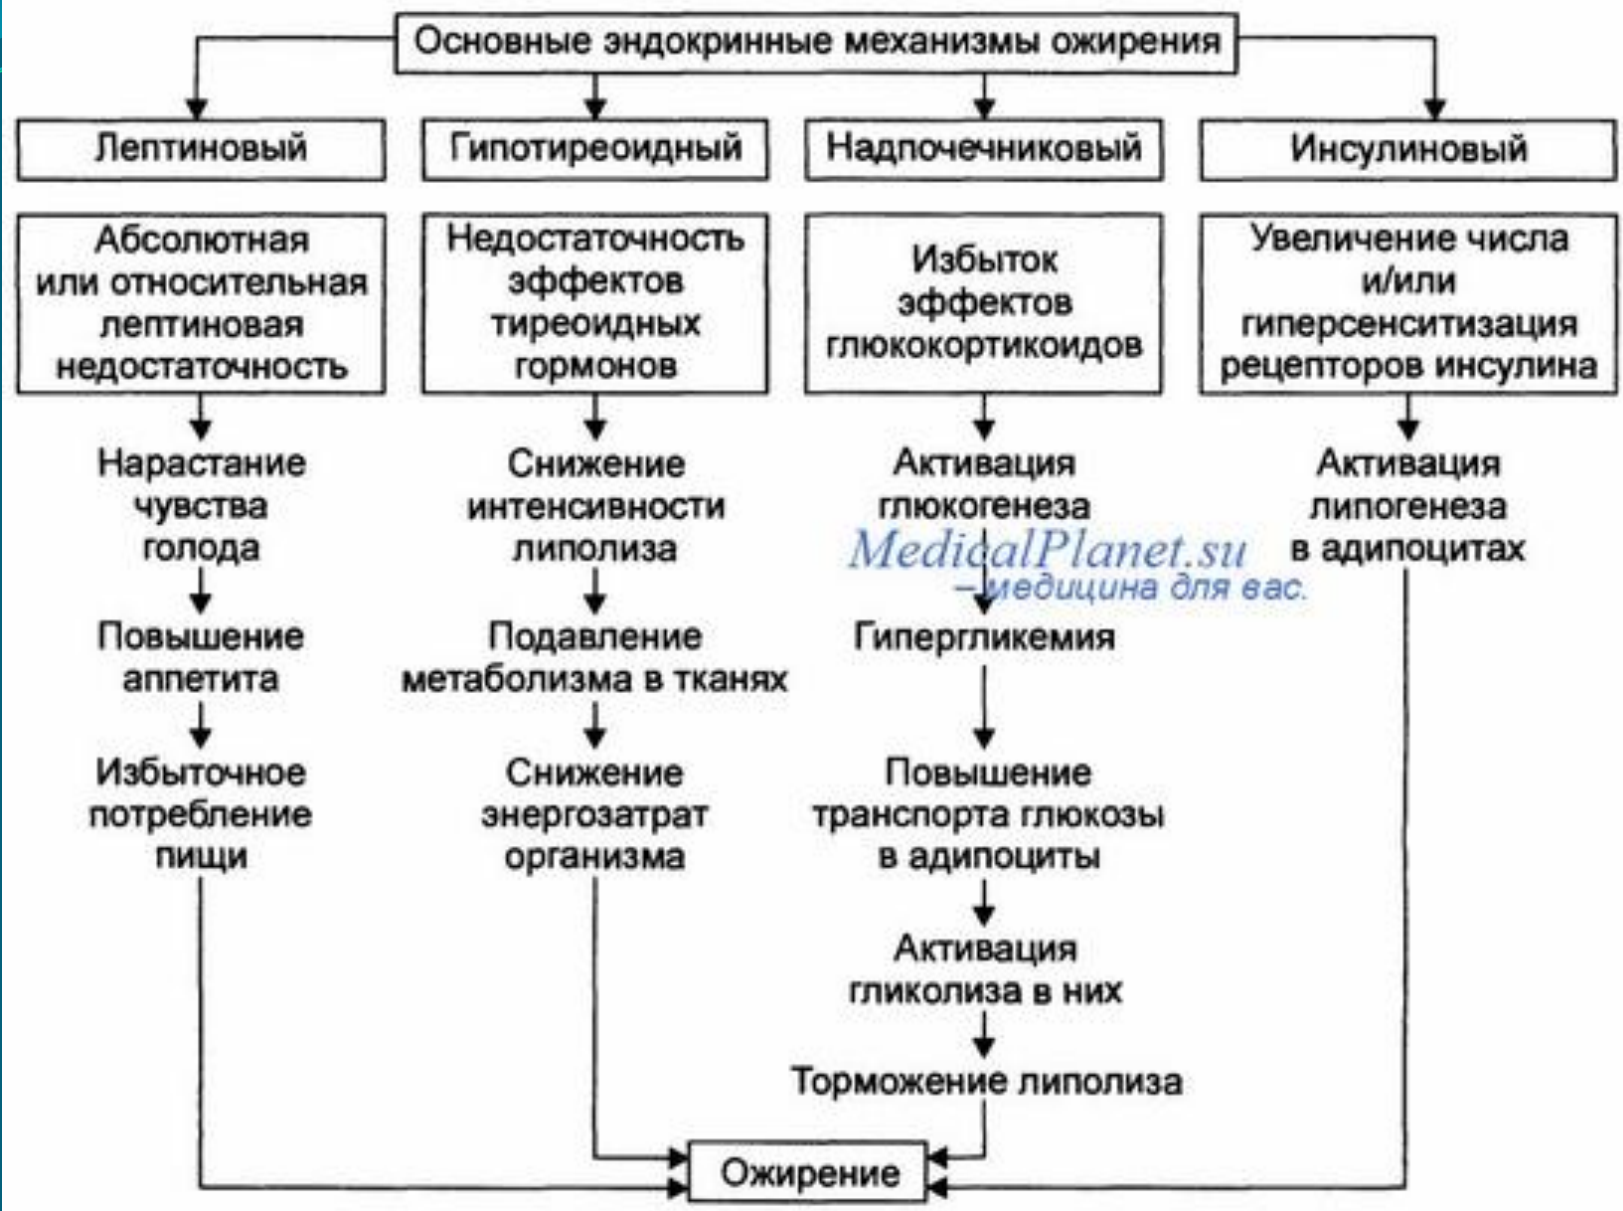 Основные эндокринные механизмы ожирения
Лептиновый
Абсолютная
или относительная
лептиновая
недостаточность
Нарастание
чувства
голода
Повышение
аппетита
Избыточное
потребление
пищи
Гипотиреоидный
Недостаточность
эффектов
тиреоидных
гормонов
Снижение
интенсивности
липолиза
Подавление
метаболизма в тканях
Снижение
энергозатрат
организма
Надпочечниковый
Избыток
эффектов
глюкокортикоидов
Активация
глюкогенеза
MedicalPlanet.su
– медицина для вас.
Гипергликемия
Повышение
транспорта глюкозы
в адипоциты
Активация
гликолиза в них
Торможение липолиза
Инсулиновый
Увеличение числа
и/или
гиперсенситизация
рецепторов инсулина
Активация
липогенеза
в адипоцитах
Ожирение